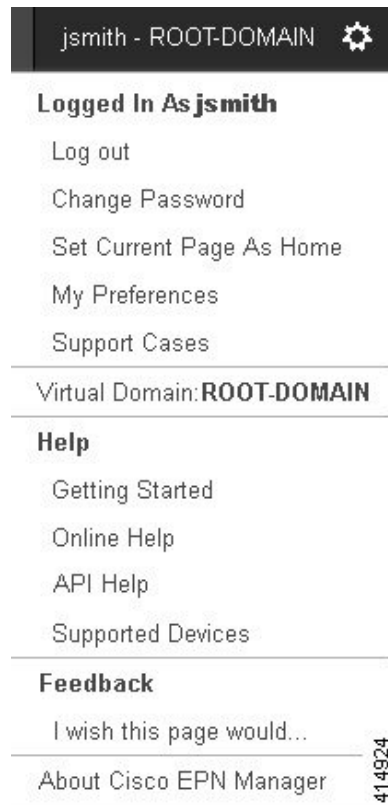 jsmith - ROOT-DOMAIN
Logged In As jsmith
Log out
Change Password
Set Current Page As Home
My Preferences
Support Cases
Virtual Domain: ROOT-DOMAIN
Help
Getting Started
Online Help
API Help
Supported Devices
Feedback
I wish this page would...
About Cisco EPN Manager
414924